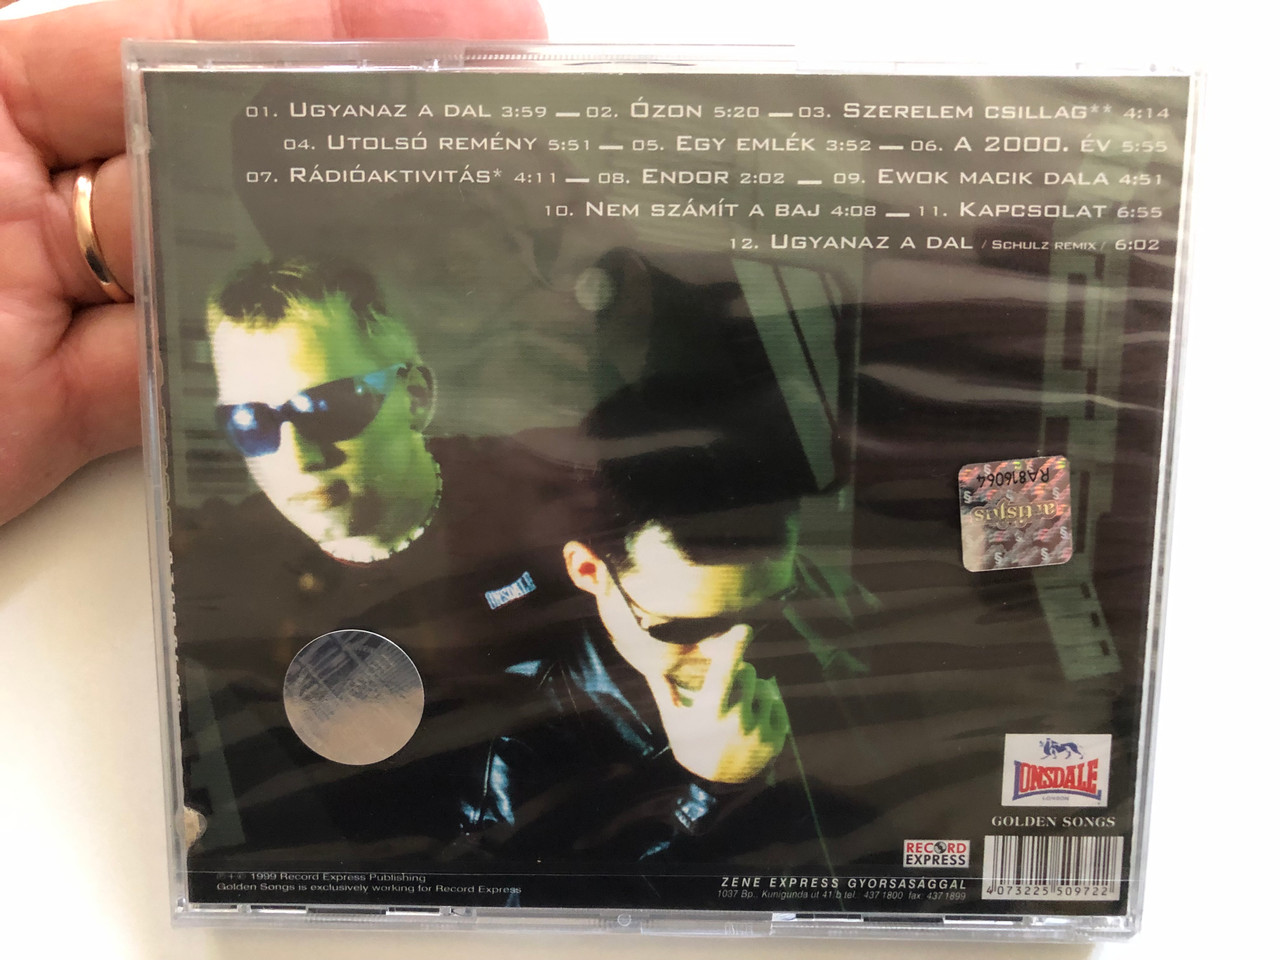 01. UGYANAZ A DAL 3:59 — 02. ÓZON 5:20 — 03. SZERELEM CSILLAG** 4:14
04. UTOLSÓ REMÉNY 5:51 — 05. EGY EMLÉK 3:52 — 06. A 2000. ÉV 5:55
07. RÁDIÓAKTIVITÁS* 4:11 — 08. ENDOR 2:02 — 09. EWOK MACIK DALA 4:51
10. NEM SZÁMÍT A BAJ 4:08 — 11. KAPCSOLAT 6:55
12. UGYANAZ A DAL / SCHULZ REMIX / 6:02
RA816064
artisjus
LONSDALE
LONSDALE
LONDON
GOLDEN SONGS
RECORD
EXPRESS
℗ + © 1999 Record Express Publishing
Golden Songs is exclusively working for Record Express
ZENE EXPRESS GYORSASÁGGAL
1037 Bp., Kunigunda út 41/b tel.: 437 1800 fax: 437 1899
4 073225 509722